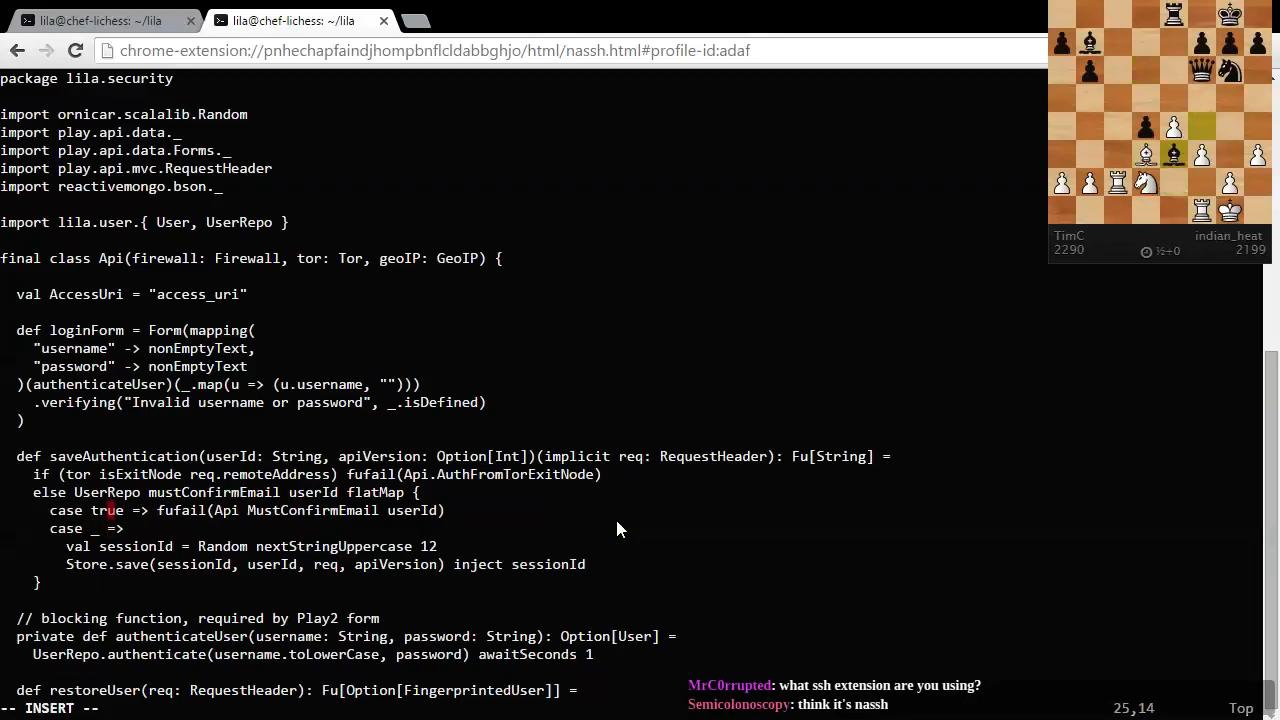 lila@chef-lichess: ~/lila
lila@chef-lichess: ~/lila
chrome-extension://pnhechapfaindjhompbnflcldabbghjo/html/nassh.html#profile-id:adaf
package lila.security
import ornicar.scalalib.Random
import play.api.data._
import play.api.data.Forms._
import play.api.mvc.RequestHeader
import reactivemongo.bson._
import lila.user.{ User, UserRepo }
final class Api(firewall: Firewall, tor: Tor, geoIP: GeoIP) {
TimC
indian_heat
2290
½+0
2199
val AccessUri = "access_uri"
def loginForm = Form(mapping(
"username" -> nonEmptyText,
"password" -> nonEmptyText
)(authenticateUser)(_.map(u => (u.username, "")))
.verifying("Invalid username or password", _.isDefined)
)
def saveAuthentication(userId: String, apiVersion: Option[Int])(implicit req: RequestHeader): Fu[String] =
if (tor isExitNode req.remoteAddress) fufail(Api.AuthFromTorExitNode)
else UserRepo mustConfirmEmail userId flatMap {
case true => fufail(Api MustConfirmEmail userId)
case _ =>
val sessionId = Random nextStringUppercase 12
Store.save(sessionId, userId, req, apiVersion) inject sessionId
}
// blocking function, required by Play2 form
private def authenticateUser(username: String, password: String): Option[User] =
UserRepo.authenticate(username.toLowerCase, password) awaitSeconds 1
def restoreUser(req: RequestHeader): Fu[Option[FingerprintedUser]] =
MrC0rrupted: what ssh extension are you using?
Semicolonoscopy: think it's nassh
-- INSERT --
25,14
Top